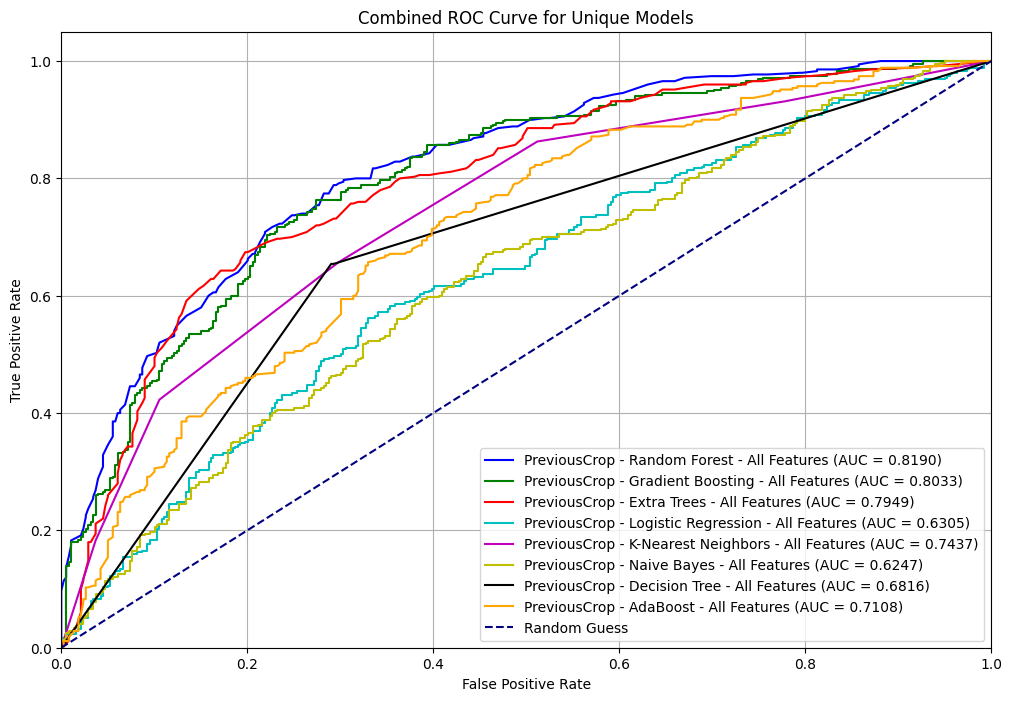 Combined ROC Curve for Unique Models
True Positive Rate
1.0
0.8
0.6
0.4
0.2
0.0
PreviousCrop - Random Forest - All Features (AUC = 0.8190)
PreviousCrop - Gradient Boosting - All Features (AUC = 0.8033)
PreviousCrop - Extra Trees - All Features (AUC = 0.7949)
PreviousCrop - Logistic Regression - All Features (AUC = 0.6305)
PreviousCrop - K-Nearest Neighbors - All Features (AUC = 0.7437)
PreviousCrop - Naive Bayes - All Features (AUC = 0.6247)
PreviousCrop - Decision Tree - All Features (AUC = 0.6816)
PreviousCrop - AdaBoost - All Features (AUC = 0.7108)
Random Guess
0.0 0.2 0.4 0.6 0.8 1.0
False Positive Rate